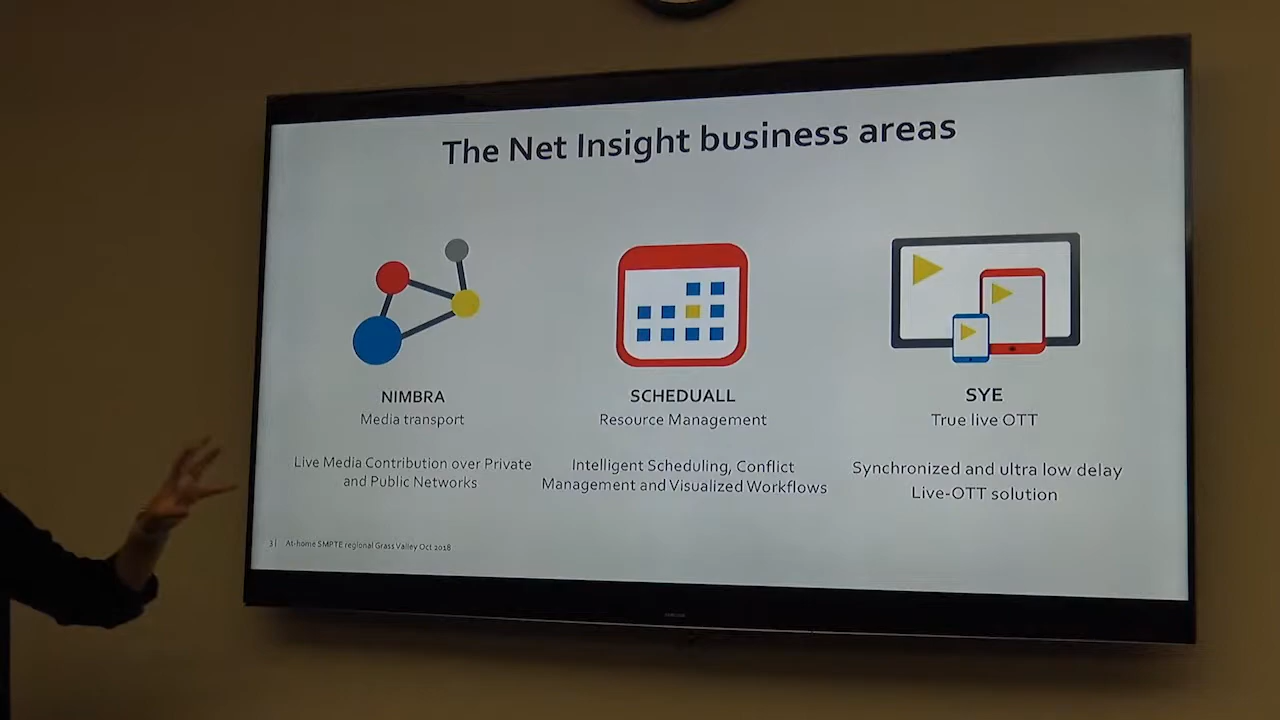 The Net Insight business areas
NIMBRA
Media transport
Live Media Contribution over Private
and Public Networks
SCHEDUALL
Resource Management
Intelligent Scheduling, Conflict
Management and Visualized Workflows
SYE
True live OTT
Synchronized and ultra low delay
Live-OTT solution
3| At-home SMPTE regional Grass Valley Oct 2018
SAMSUNG